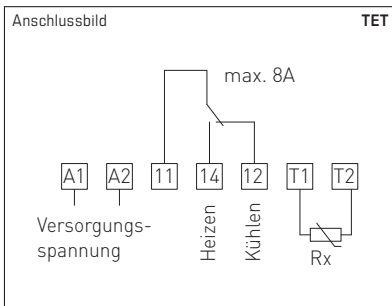 Anschlussbild TET
max. 8A
A1 A2 11 14 12 T1 T2
Versorgungs-
spannung
Heizen
Kühlen
Rx